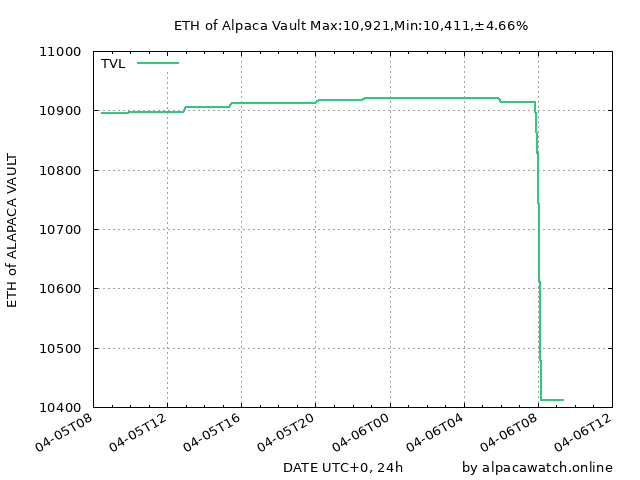 ETH of Alpaca Vault Max:10,921,Min:10,411,±4.66%
TVL
11000
10900
10800
10700
10600
10500
10400
ETH of ALAPACA VAULT
04-05T08
04-05T12
04-05T16
04-05T20
04-06T00
04-06T04
04-06T08
04-06T12
DATE UTC+0, 24h
by alpacawatch.online